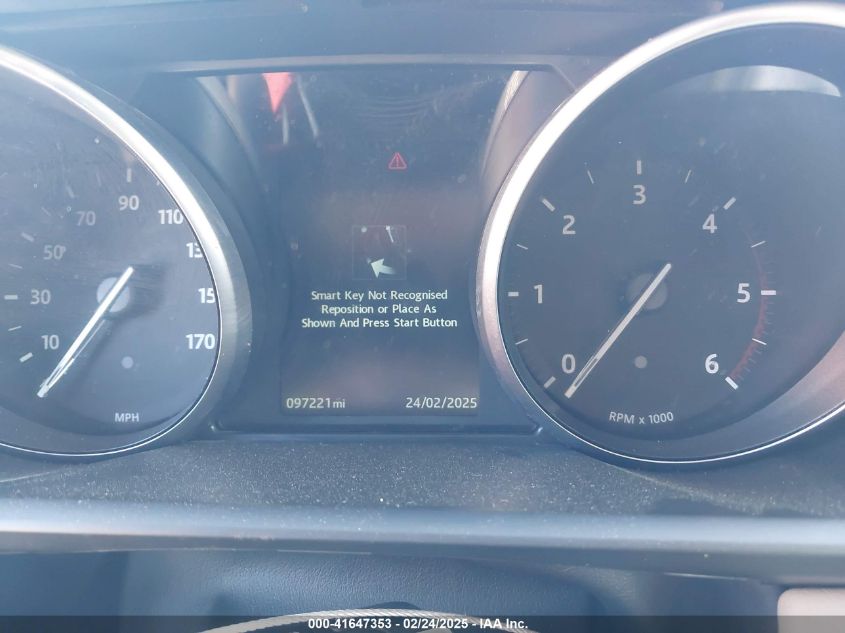 10
30
50
70
90
110
13
15
170
MPH
Smart Key Not Recognised
Reposition or Place As
Shown And Press Start Button
097221mi 24/02/2025
0
1
2
3
4
5
6
RPM x 1000
000-41647353 - 02/24/2025 - IAA Inc.